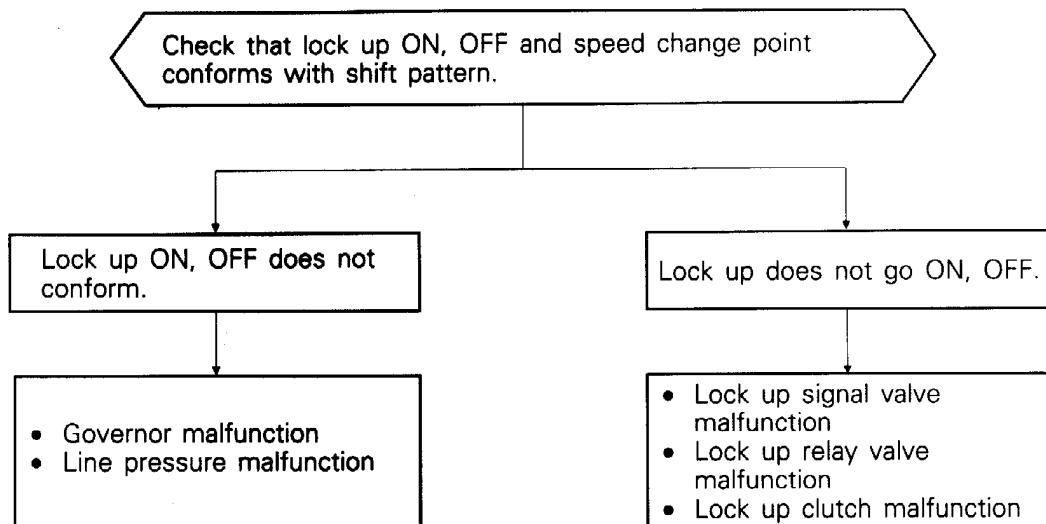 Check that lock up ON, OFF and speed change point
conforms with shift pattern.
Lock up ON, OFF does not
conform.
Lock up does not go ON, OFF.
• Governor malfunction
• Line pressure malfunction
• Lock up signal valve
malfunction
• Lock up relay valve
malfunction
• Lock up clutch malfunction